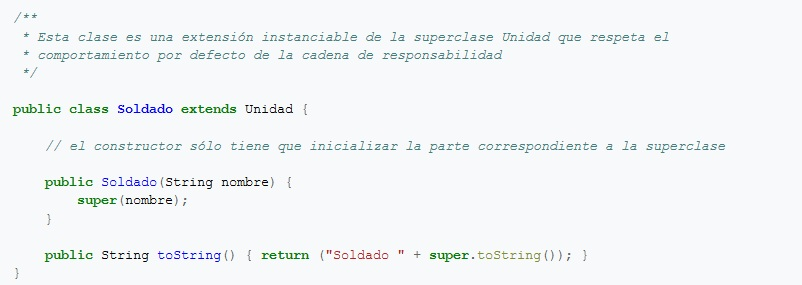 /**
 * Esta clase es una extensión instanciable de la superclase Unidad que respeta el
 * comportamiento por defecto de la cadena de responsabilidad
 */
public class Soldado extends Unidad {
    // el constructor sólo tiene que inicializar la parte correspondiente a la superclase
    public Soldado(String nombre) {
        super(nombre);
    }
    public String toString() { return ("Soldado " + super.toString()); }
}